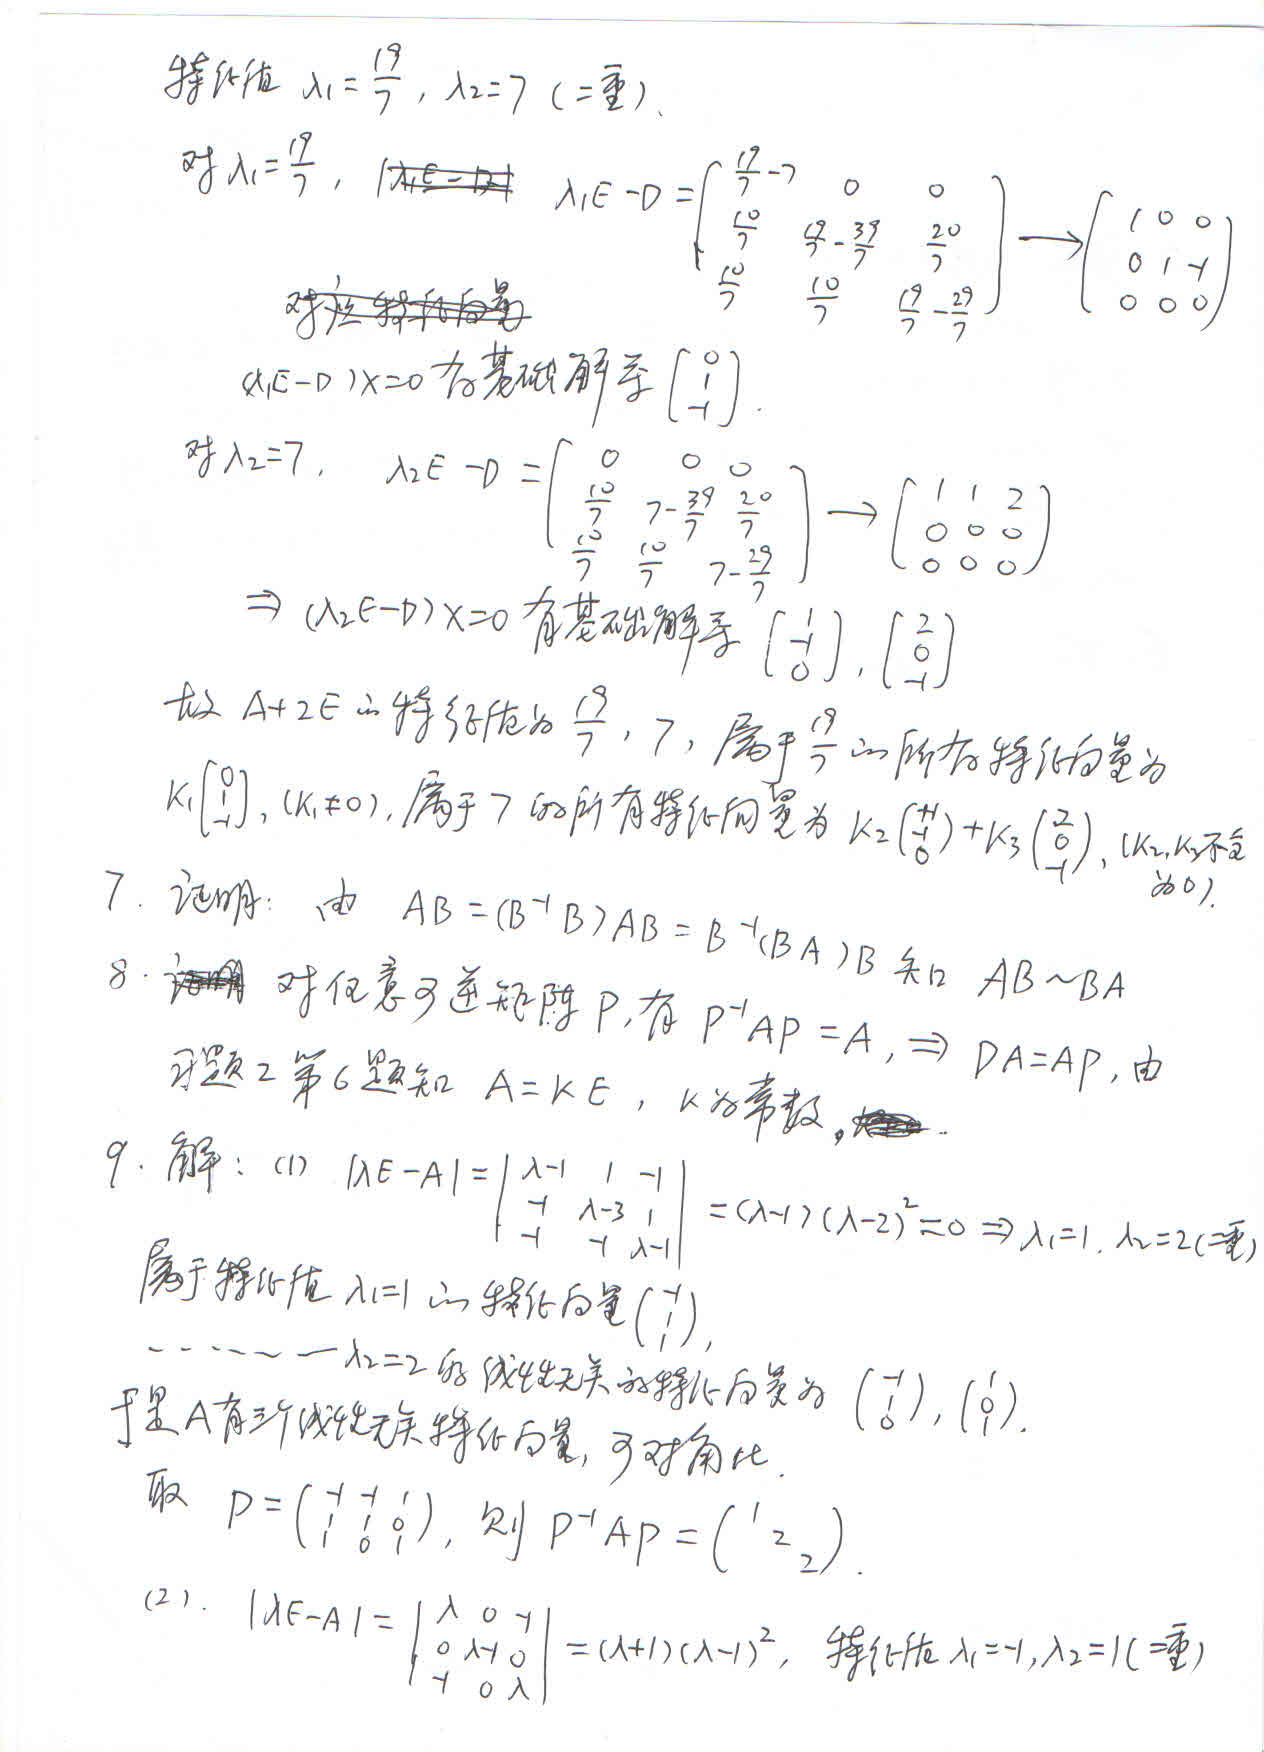 特征值 λ₁=19/7, λ₂=7 (二重).
对 λ₁=19/7, λ₁E-D = (19/7-7 0 0; 10/7 19/7-39/7 20/7; 10/7 10/7 19/7-29/7) → (1 0 0; 0 1 -1; 0 0 0)
对应特征向量
(λ₁E-D)X=0 有基础解系 (0; 1; -1).
对 λ₂=7, λ₂E-D = (0 0 0; 10/7 7-39/7 20/7; 10/7 10/7 7-29/7) → (1 1 2; 0 0 0; 0 0 0)
⇒ (λ₂E-D)X=0 有基础解系 (1; -1; 0), (2; 0; -1)
故 A+2E 的特征值为 19/7, 7, 属于 19/7 的所有特征向量为
K₁(0; 1; -1), (K₁≠0), 属于 7 的所有特征向量为 K₂(+1; -1; 0)+K₃(2; 0; -1), (K₂,K₃不全
为0).
7. 证明: 由 AB=(B⁻¹B)AB=B⁻¹(BA)B 知 AB~BA
8. 证明 对任意可逆矩阵P, 有 P⁻¹AP=A, ⇒ PA=AP, 由
习题2第6题知 A=KE, K为常数,
9. 解: (1) |λE-A| = |λ-1 1 -1; -1 λ-3 1; -1 -1 λ-1| =(λ-1)(λ-2)²=0 ⇒ λ₁=1, λ₂=2(二重)
属于特征值 λ₁=1 的特征向量 (-1; 1; 1),
------- λ₂=2 的线性无关的特征向量为 (-1; 1; 0), (1; 0; 1).
于是A有三个线性无关特征向量, 可对角化.
取 P=(-1 -1 1; 1 1 0; 1 0 1), 则 P⁻¹AP=(1 2 2).
(2). |λE-A| = |λ 0 -1; 0 λ-1 0; -1 0 λ| =(λ+1)(λ-1)², 特征值 λ₁=-1, λ₂=1(二重)